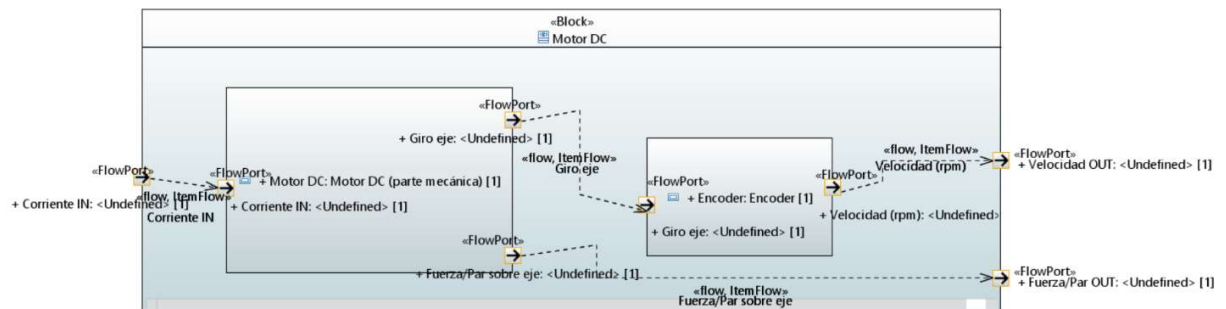 «Block»
Motor DC
«FlowPort»
+ Giro eje: <Undefined> [1]
«flow, ItemFlow»
Giro eje
«FlowPort»
+ Corriente IN: <Undefined> [1]
«flow, ItemFlow»
Corriente IN
«FlowPort»
+ Motor DC: Motor DC (parte mecánica) [1]
+ Corriente IN: <Undefined> [1]
«FlowPort»
+ Encoder: Encoder [1]
+ Giro eje: <Undefined> [1]
«FlowPort»
+ Velocidad (rpm): <Undefined>
«flow, ItemFlow»
Velocidad (rpm)
«FlowPort»
+ Velocidad OUT: <Undefined> [1]
«FlowPort»
+ Fuerza/Par sobre eje: <Undefined> [1]
«flow, ItemFlow»
Fuerza/Par sobre eje
«FlowPort»
+ Fuerza/Par OUT: <Undefined> [1]